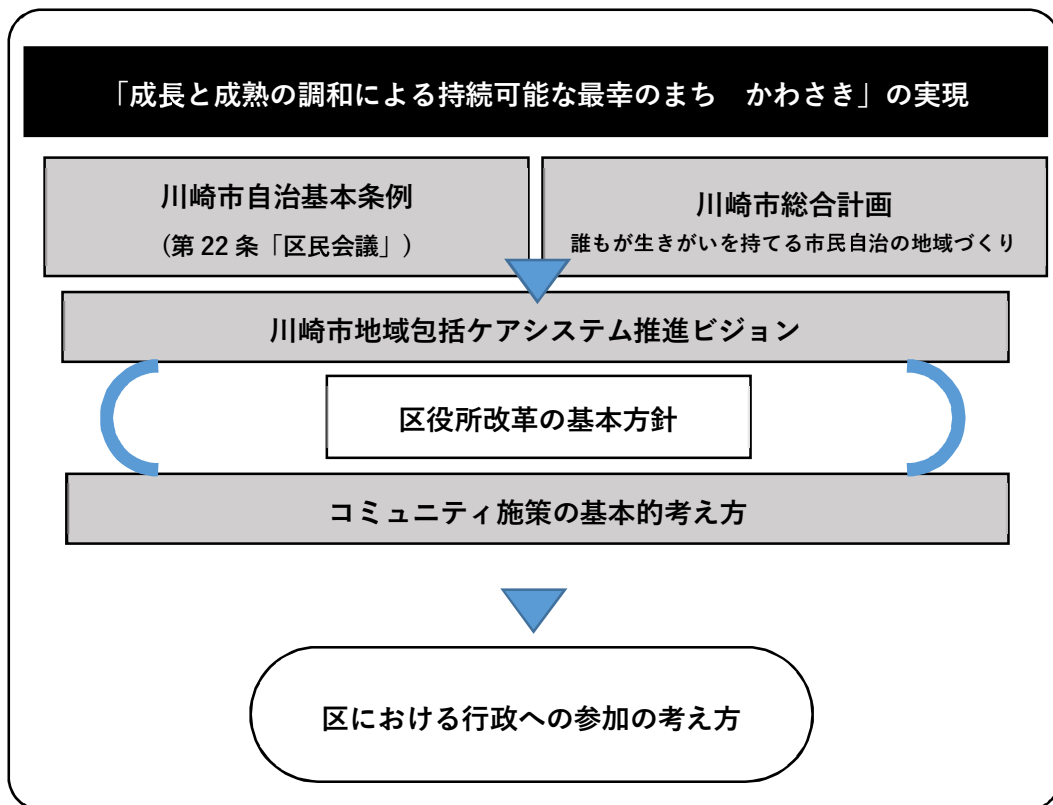 「成長と成熟の調和による持続可能な最幸のまち　かわさき」の実現
川崎市自治基本条例
（第 22 条「区民会議」）
川崎市総合計画
誰もが生きがいを持てる市民自治の地域づくり
川崎市地域包括ケアシステム推進ビジョン
区役所改革の基本方針
コミュニティ施策の基本的考え方
区における行政への参加の考え方